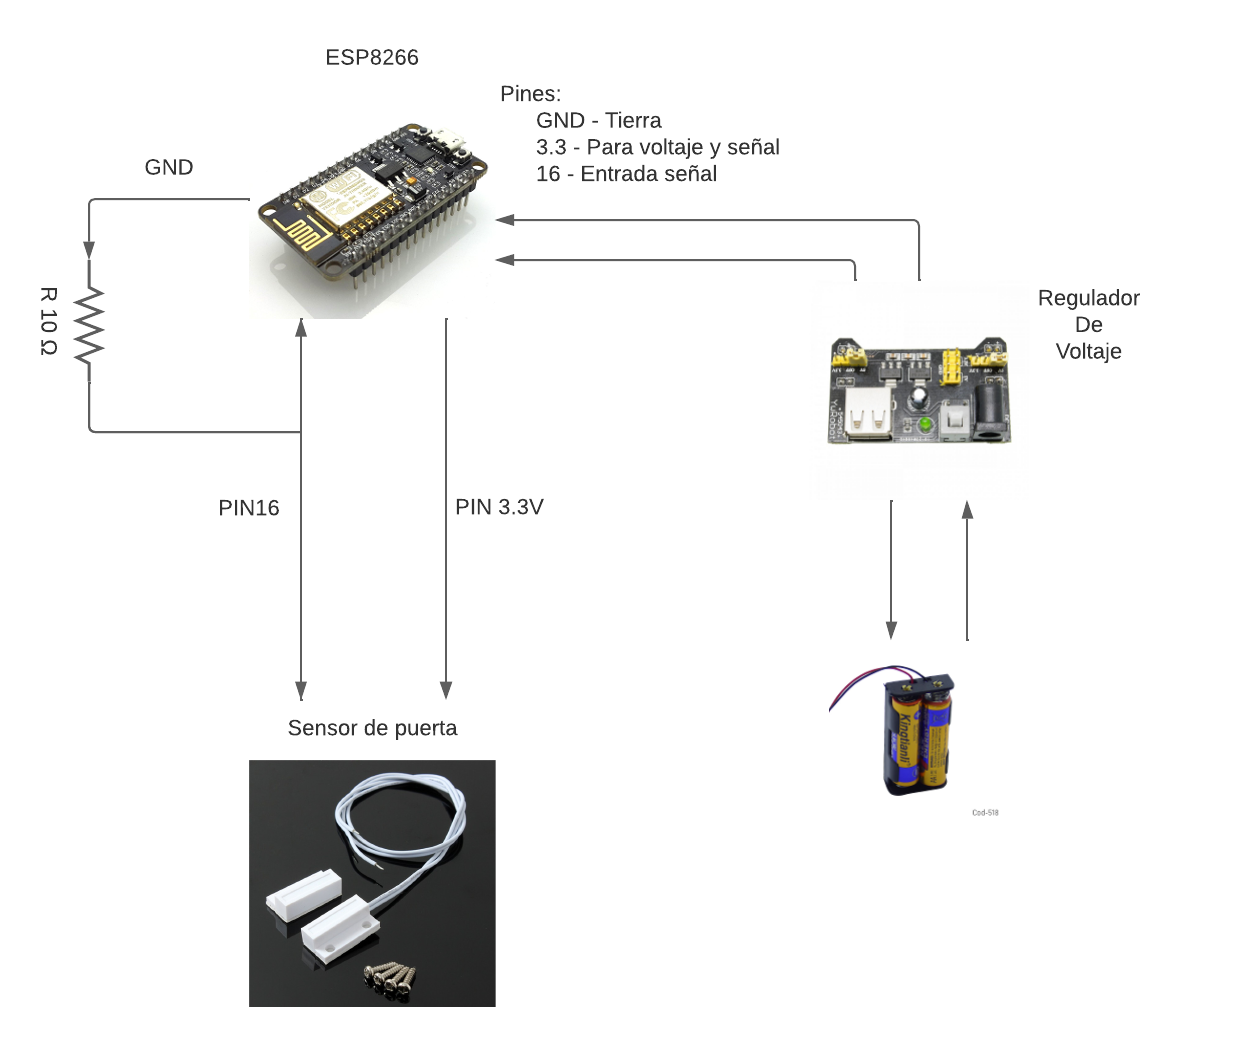 ESP8266
Pines:
GND - Tierra
3.3 - Para voltaje y señal
16 - Entrada señal
GND
R 10 Ω
Regulador
De
Voltaje
PIN16
PIN 3.3V
Sensor de puerta
Kingtianli
Cod-518